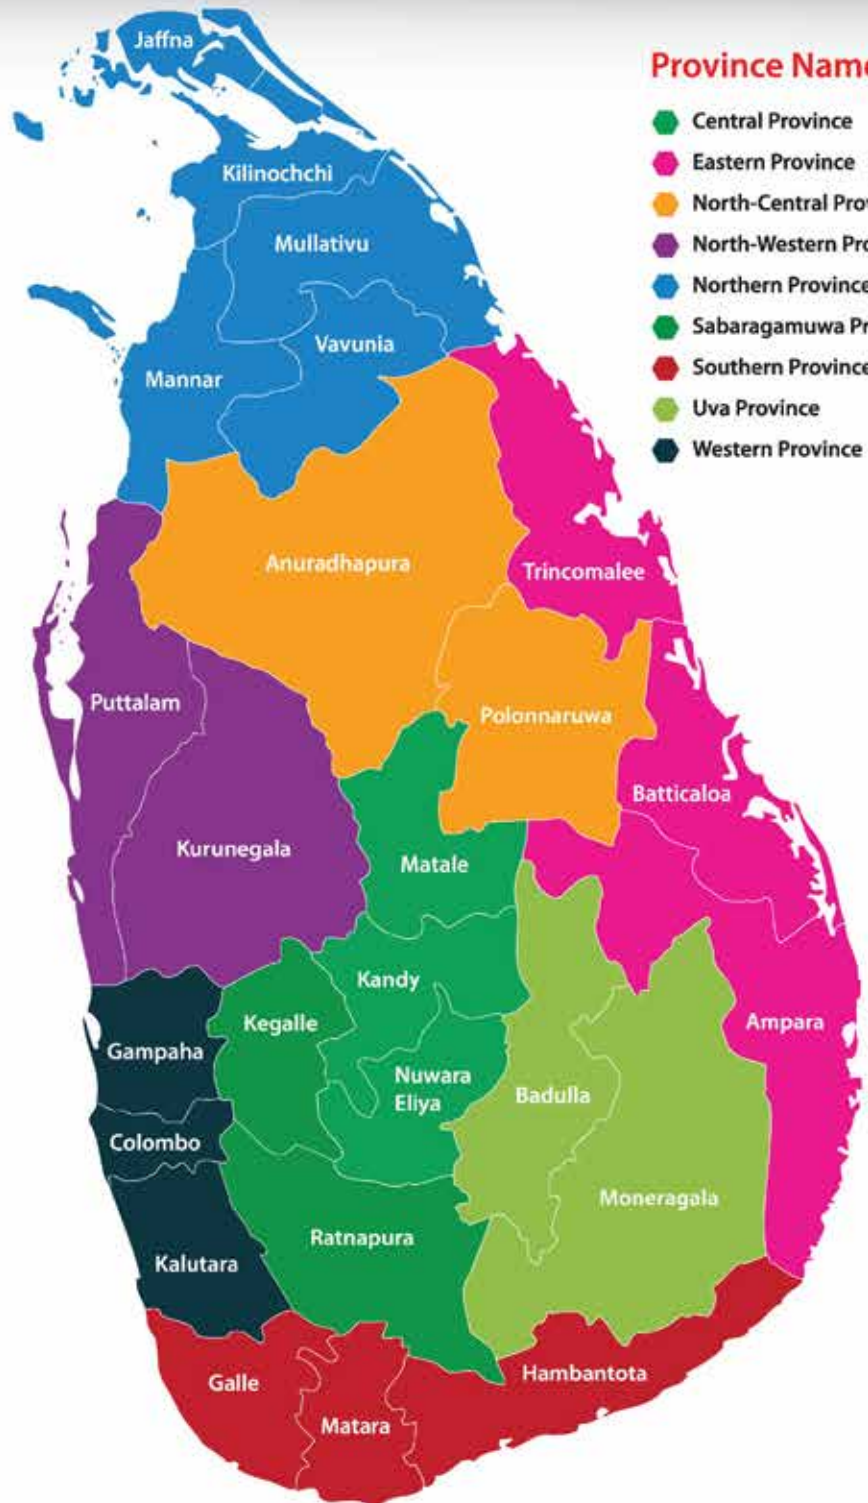 Jaffna
Province Name
Central Province
Eastern Province
North-Central Prov
North-Western Pro
Northern Province
Sabaragamuwa Pr
Southern Province
Uva Province
Western Province
Kilinochchi
Mullativu
Vavunia
Mannar
Anuradhapura
Trincomalee
Puttalam
Polonnaruwa
Batticaloa
Kurunegala
Matale
Kandy
Kegalle
Ampara
Gampaha
Nuwara
Eliya
Badulla
Colombo
Moneragala
Ratnapura
Kalutara
Hambantota
Galle
Matara